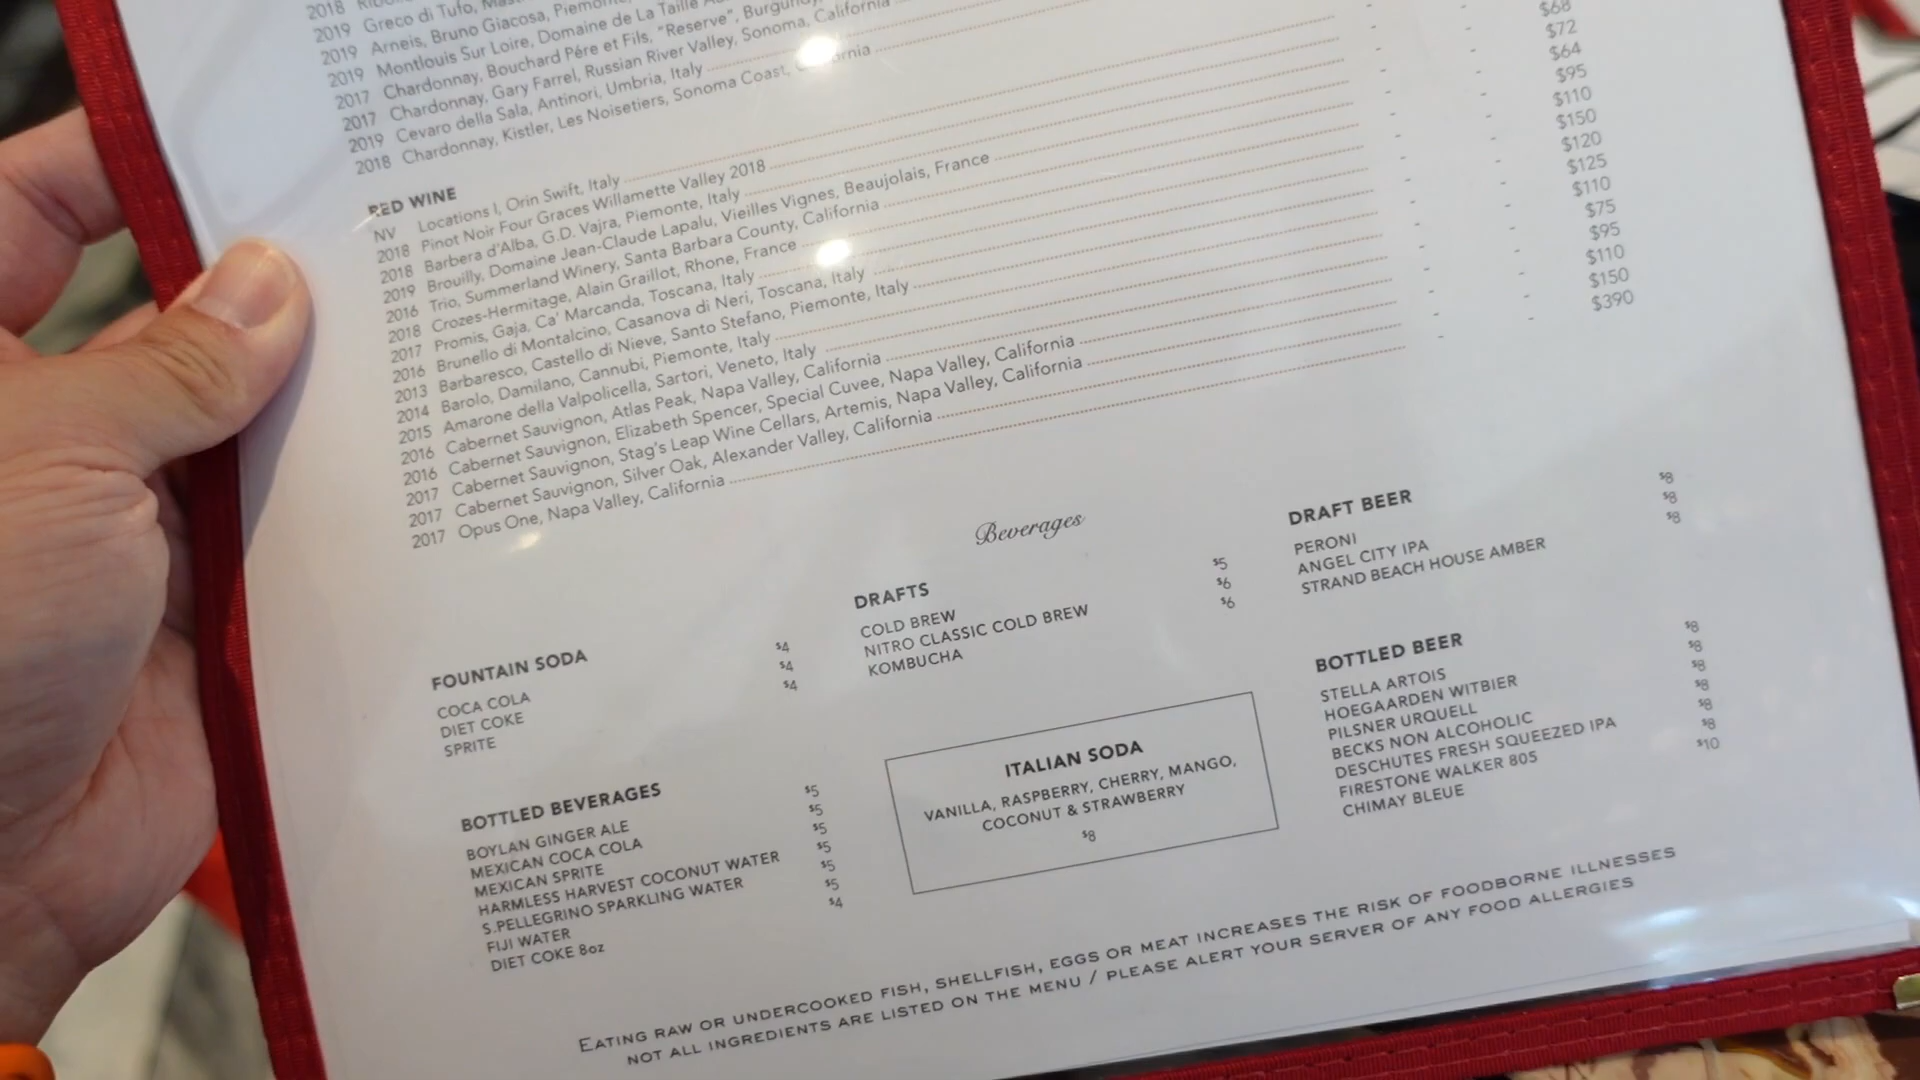 2018
2019 Greco di Tufo,
2019 Arneis, Bruno Giacosa,
2019 Montlouis Sur Loire, Domaine de La Taille
2017 Chardonnay, Bouchard Pére et Fils, "Reserve",
2017 Chardonnay, Gary Farrel, Russian River Valley, Sonoma, California
2019 Cevaro della Sala, Antinori, Umbria, Italy
2018 Chardonnay, Kistler, Les Noisetiers, Sonoma Coast,
RED WINE
NV Locations I, Orin Swift, Italy
2018 Pinot Noir Four Graces Willamette Valley 2018
2018 Barbera d'Alba, G.D. Vajra, Piemonte, Italy
2019 Brouilly, Domaine Jean-Claude Lapalu, Vieilles Vignes, Beaujolais, France
2016 Trio, Summerland Winery, Santa Barbara County, California
2018 Crozes-Hermitage, Alain Graillot, Rhone, France
2017 Promis, Gaja, Ca' Marcanda, Toscana, Italy
2016 Brunello di Montalcino, Casanova di Neri, Toscana, Italy
2013 Barbaresco, Castello di Nieve, Santo Stefano, Piemonte, Italy
2014 Barolo, Damilano, Cannubi, Piemonte, Italy
2015 Amarone della Valpolicella, Sartori, Veneto, Italy
2016 Cabernet Sauvignon, Atlas Peak, Napa Valley, California
2016 Cabernet Sauvignon, Elizabeth Spencer, Special Cuvee, Napa Valley, California
2017 Cabernet Sauvignon, Stag's Leap Wine Cellars, Artemis, Napa Valley, California
2017 Cabernet Sauvignon, Silver Oak, Alexander Valley, California
2017 Opus One, Napa Valley, California
$68
$72
$64
$95
$110
$150
$120
$125
$110
$75
$95
$110
$150
$390
Beverages
FOUNTAIN SODA
COCA COLA $4
DIET COKE $4
SPRITE $4
BOTTLED BEVERAGES
BOYLAN GINGER ALE $5
MEXICAN COCA COLA $5
MEXICAN SPRITE $5
HARMLESS HARVEST COCONUT WATER $5
S.PELLEGRINO SPARKLING WATER $5
FIJI WATER $5
DIET COKE 8oz $4
DRAFTS
COLD BREW $5
NITRO CLASSIC COLD BREW $6
KOMBUCHA $6
ITALIAN SODA
VANILLA, RASPBERRY, CHERRY, MANGO,
COCONUT & STRAWBERRY
$8
DRAFT BEER
PERONI $8
ANGEL CITY IPA $8
STRAND BEACH HOUSE AMBER $8
BOTTLED BEER
STELLA ARTOIS $8
HOEGAARDEN WITBIER $8
PILSNER URQUELL $8
BECKS NON ALCOHOLIC $8
DESCHUTES FRESH SQUEEZED IPA $8
FIRESTONE WALKER 805 $8
CHIMAY BLEUE $10
EATING RAW OR UNDERCOOKED FISH, SHELLFISH, EGGS OR MEAT INCREASES THE RISK OF FOODBORNE ILLNESSES
NOT ALL INGREDIENTS ARE LISTED ON THE MENU / PLEASE ALERT YOUR SERVER OF ANY FOOD ALLERGIES